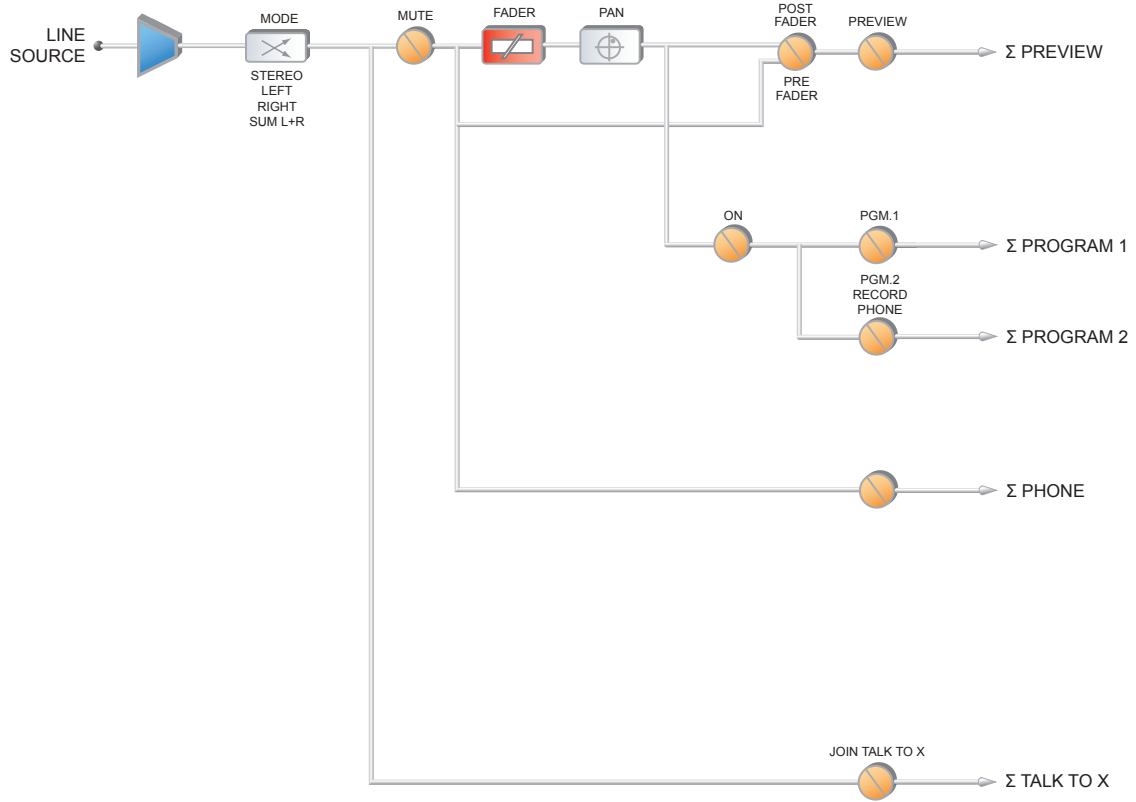 LINE
SOURCE
MODE
STEREO
LEFT
RIGHT
SUM L+R
MUTE
FADER
PAN
POST
FADER
PRE
FADER
PREVIEW
Σ PREVIEW
ON
PGM.1
Σ PROGRAM 1
PGM.2
RECORD
PHONE
Σ PROGRAM 2
Σ PHONE
JOIN TALK TO X
Σ TALK TO X